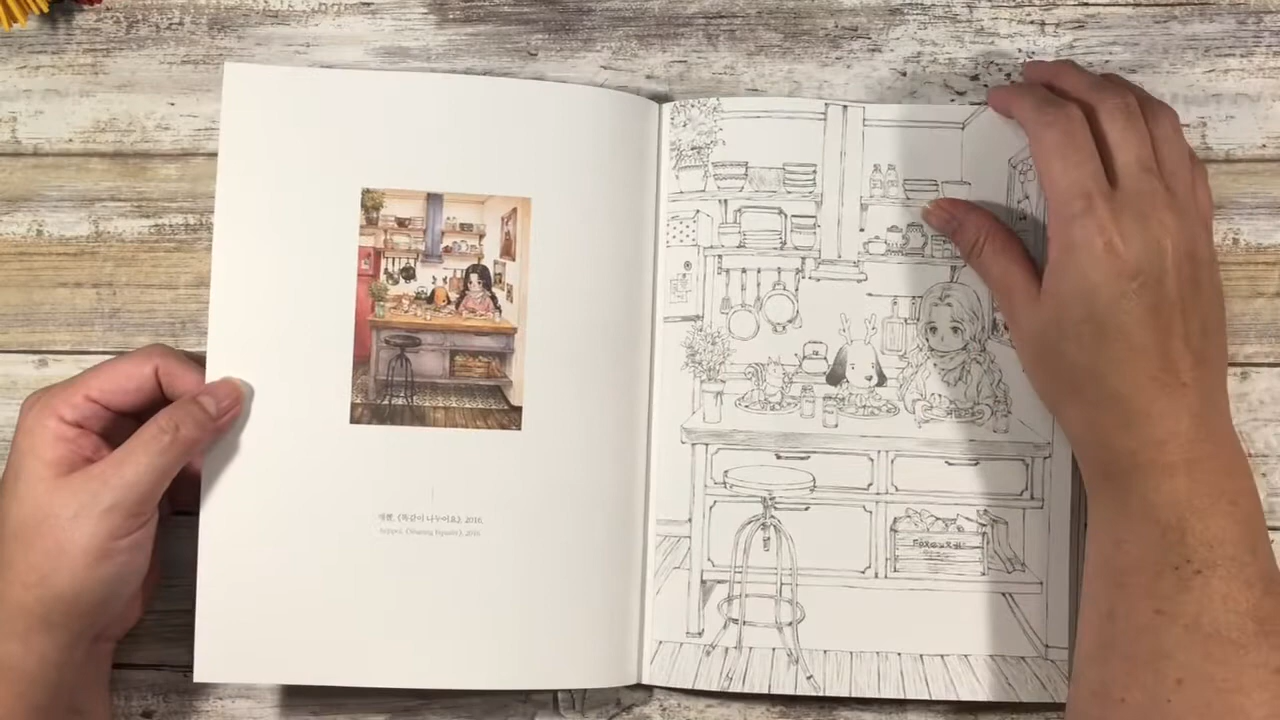 애뽈, 《똑같이 나누어요》, 2016.
Aeppol, 《Sharing Equally》, 2016